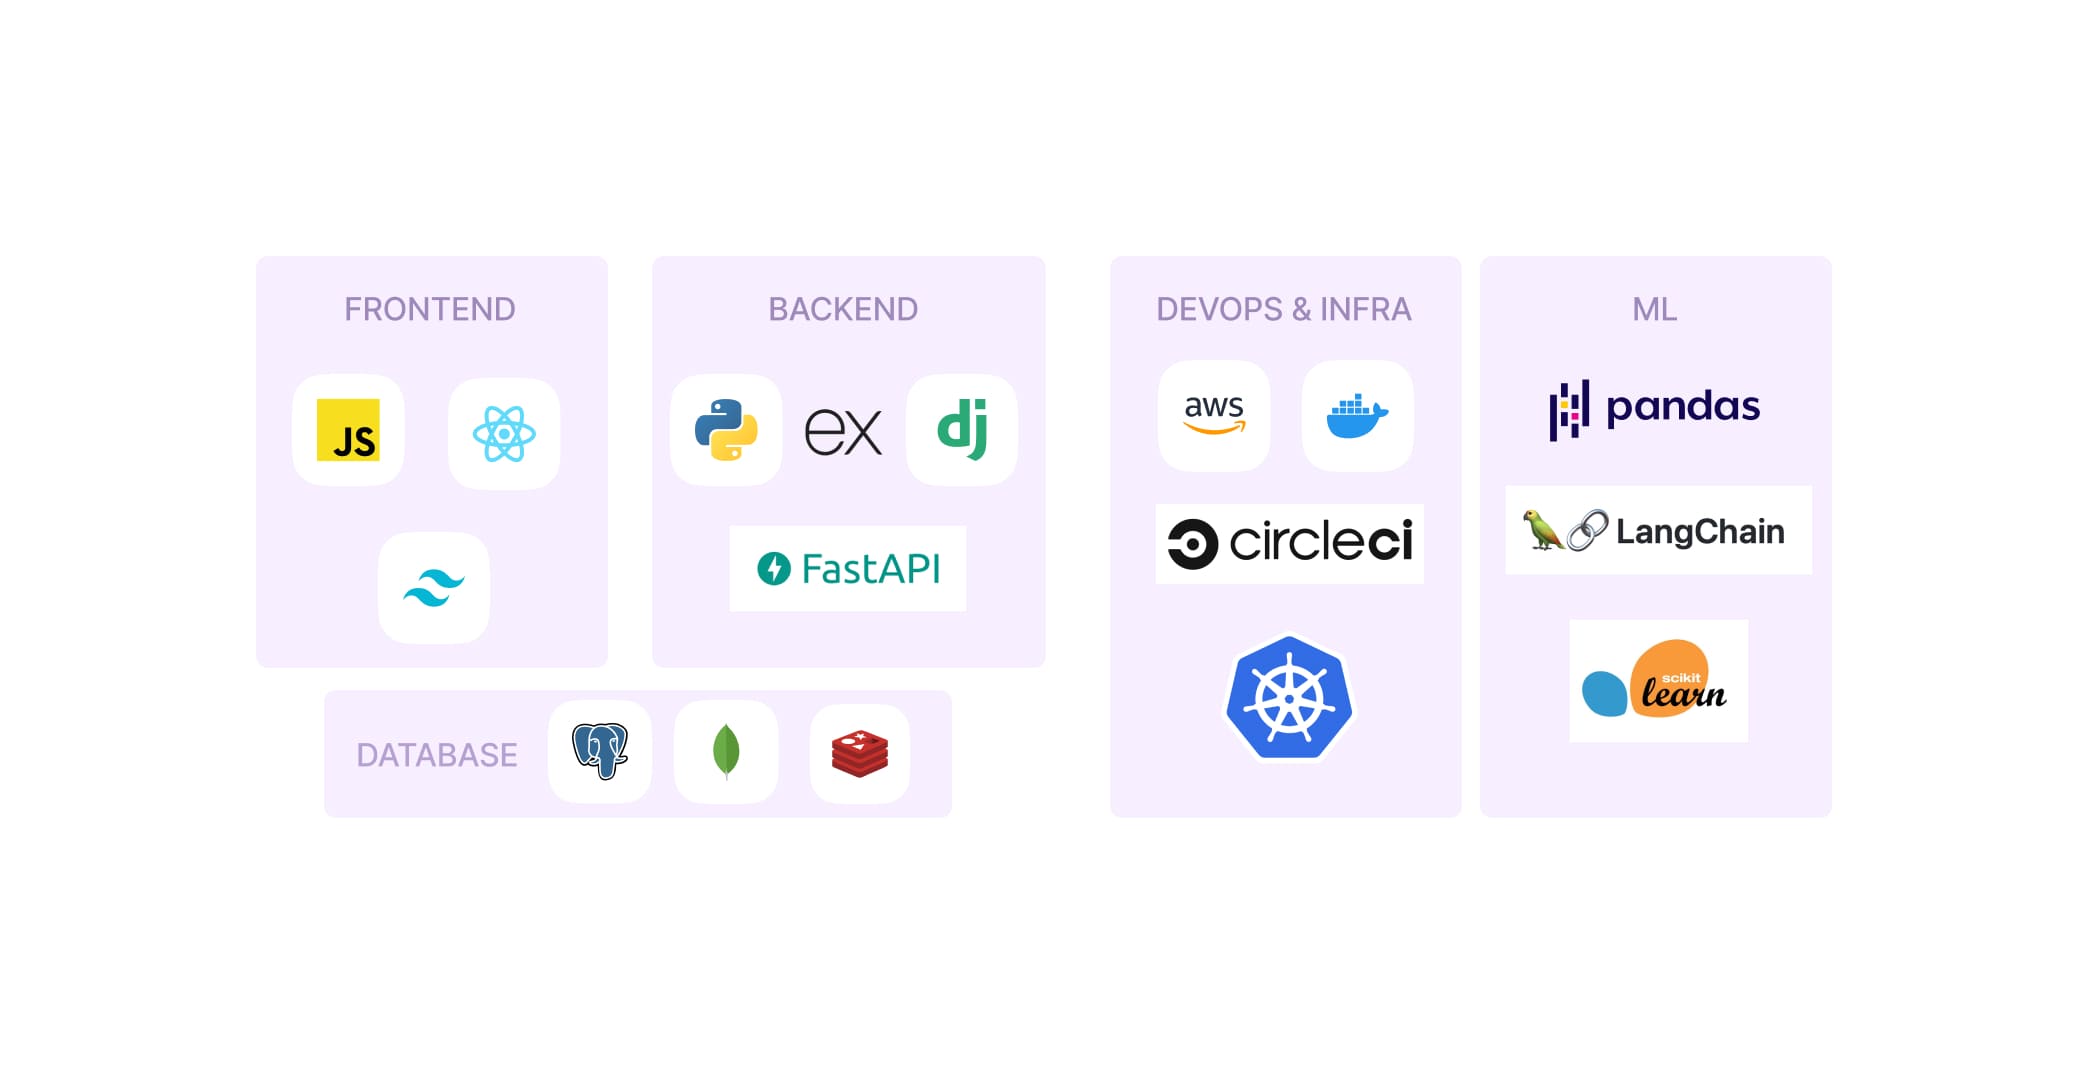 FRONTEND
JS
BACKEND
ex
dj
FastAPI
DATABASE
DEVOPS & INFRA
aws
circleci
ML
pandas
LangChain
scikit
learn